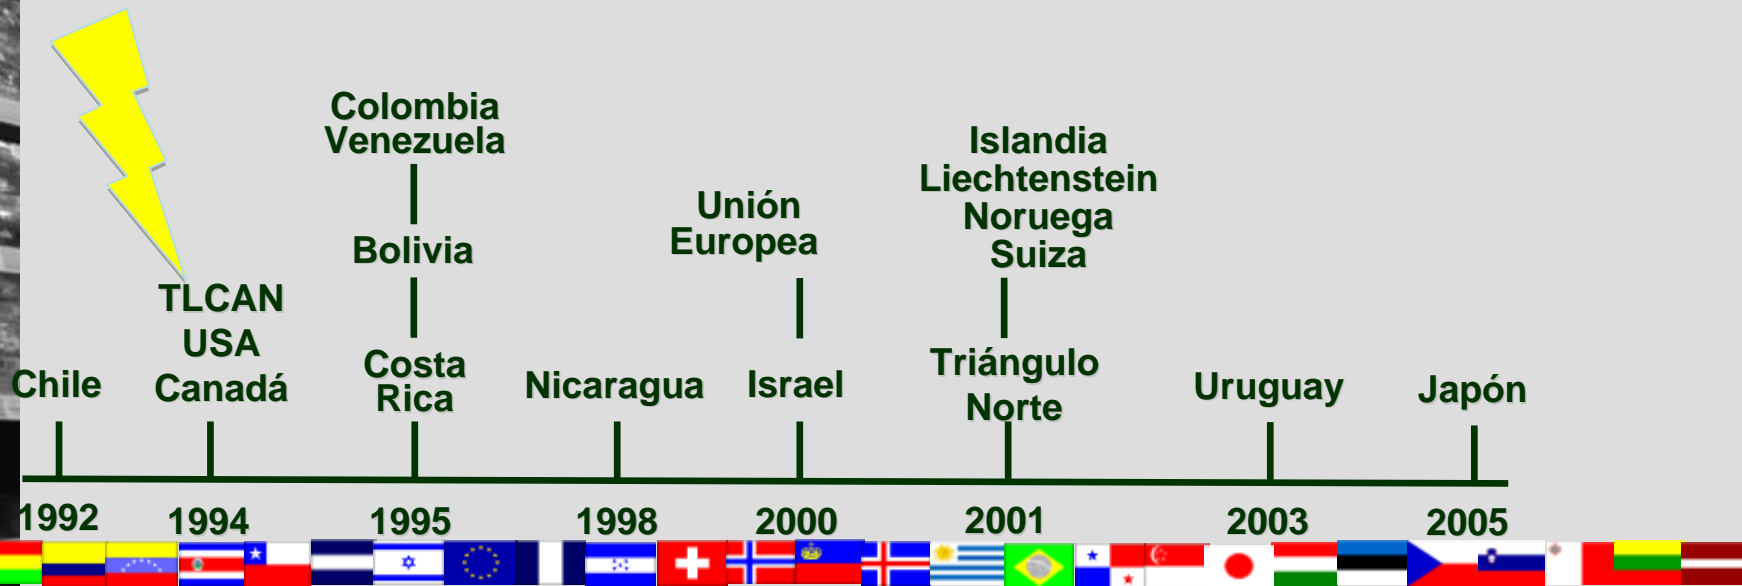 Chile
1992
TLCAN
USA
Canadá
1994
Colombia
Venezuela
Bolivia
Costa
Rica
1995
Nicaragua
1998
Unión
Europea
Israel
2000
Islandia
Liechtenstein
Noruega
Suiza
Triángulo
Norte
2001
Uruguay
2003
Japón
2005